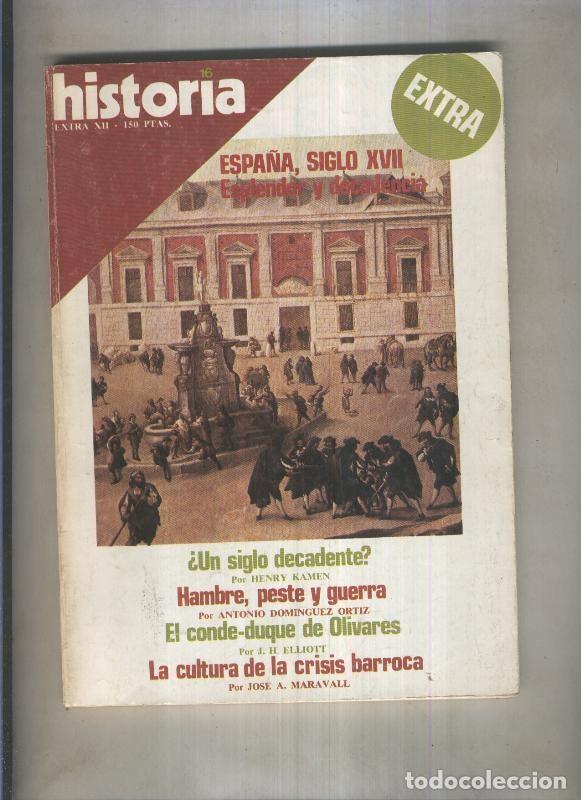 16
historia
EXTRA XII - 150 PTAS.
EXTRA
ESPAÑA, SIGLO XVII
Esplendor y decadencia
¿Un siglo decadente?
Por HENRY KAMEN
Hambre, peste y guerra
Por ANTONIO DOMINGUEZ ORTIZ
El conde-duque de Olivares
Por J. H. ELLIOTT
La cultura de la crisis barroca
Por JOSE A. MARAVALL
todocoleccion.net